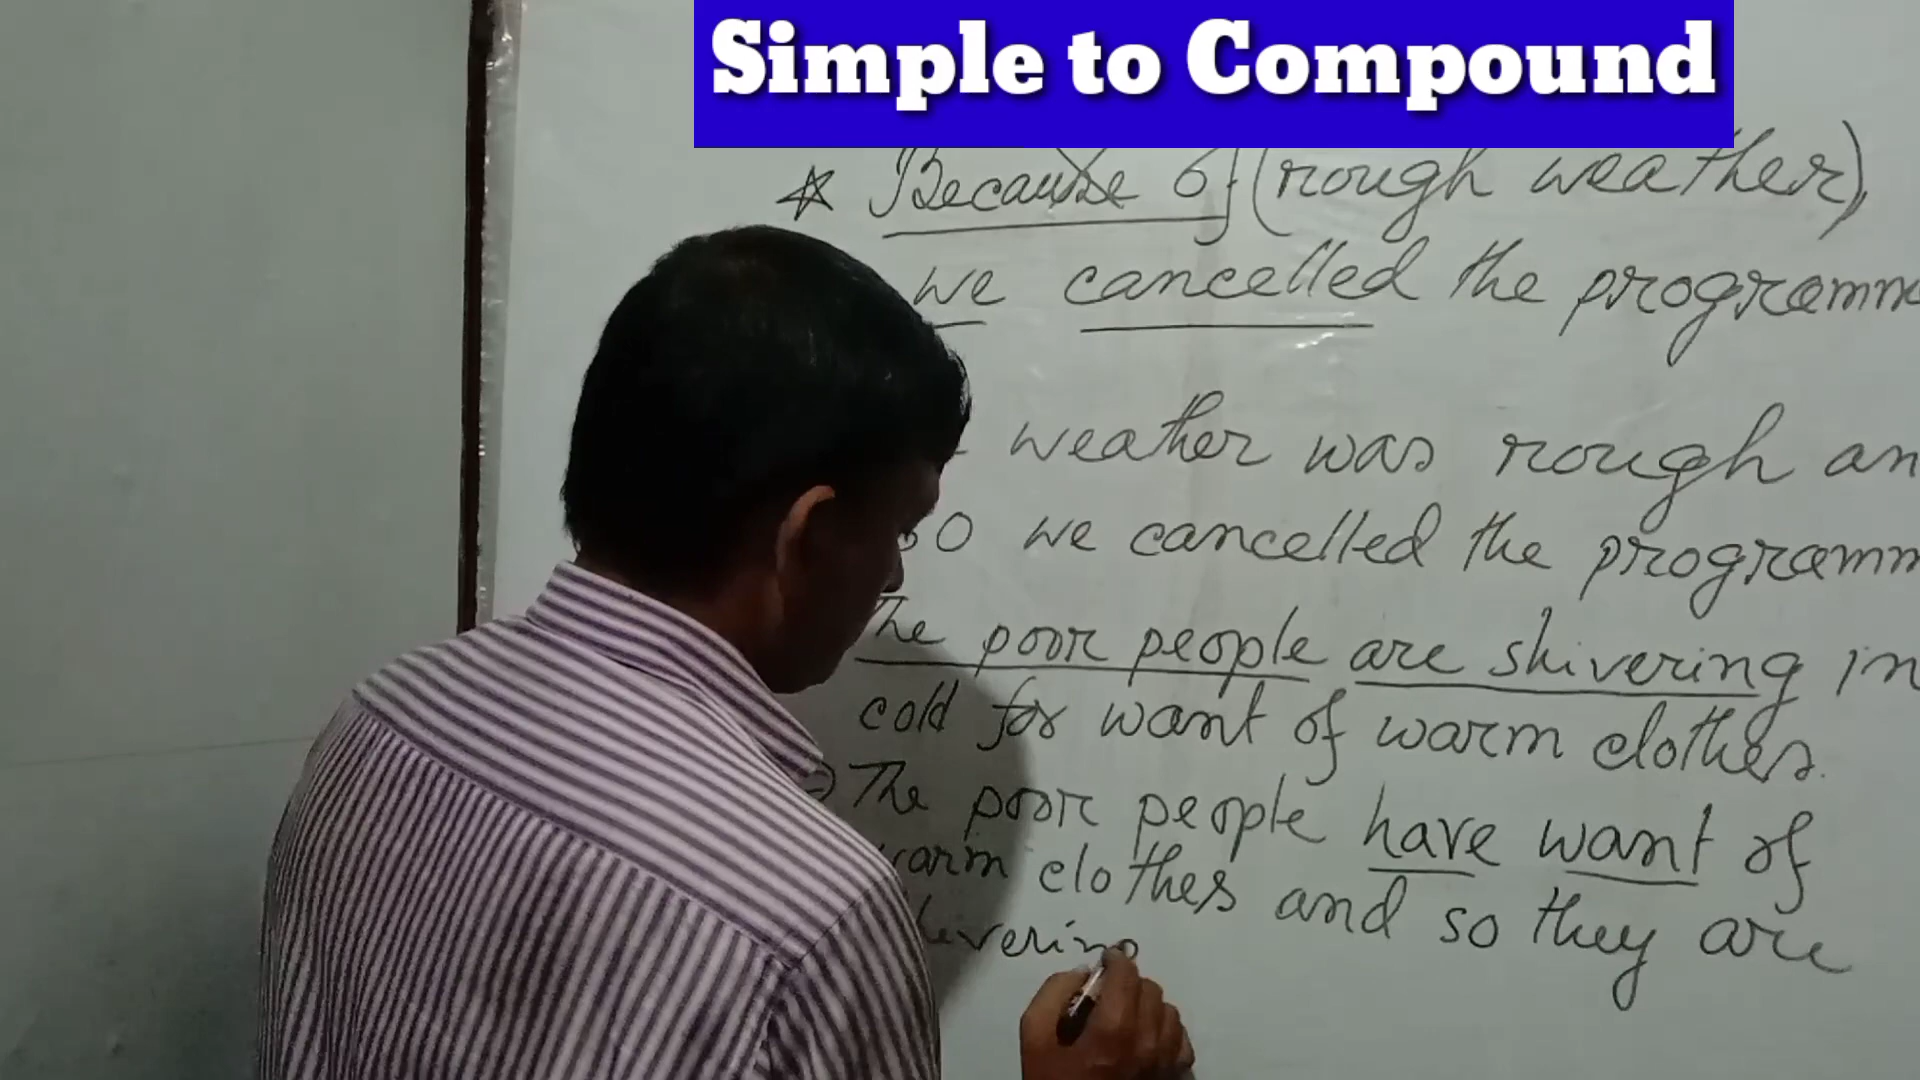 Simple to Compound
Because of (rough weather),
we cancelled the programm
weather was rough an
so we cancelled the programm
The poor people are shivering in
cold for want of warm clothes.
The poor people have want of
warm clothes and so they are